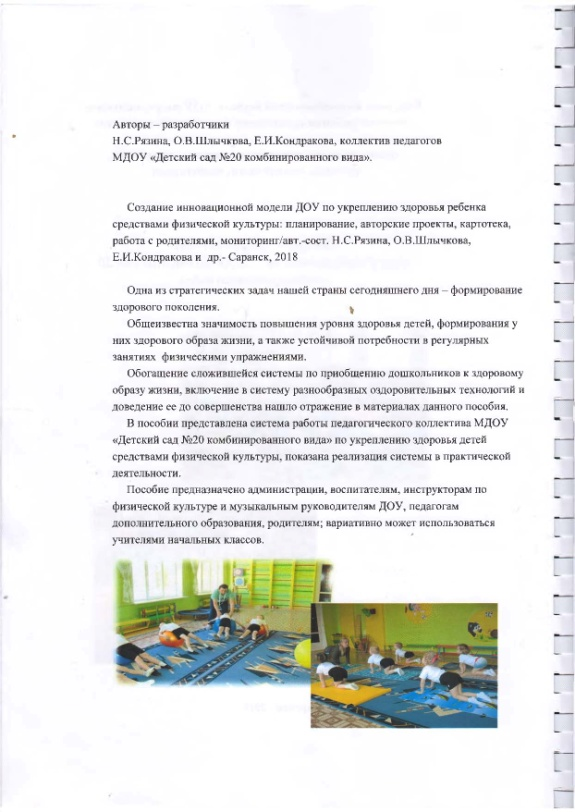 Авторы – разработчики
Н.С.Рязина, О.В.Шлычкова, Е.И.Кондракова, коллектив педагогов
МДОУ «Детский сад №20 комбинированного вида».
Создание инновационной модели ДОУ по укреплению здоровья ребенка
средствами физической культуры: планирование, авторские проекты, картотека,
работа с родителями, мониторинг/авт.-сост. Н.С.Рязина, О.В.Шлычкова,
Е.И.Кондракова и др.- Саранск, 2018
Одна из стратегических задач нашей страны сегодняшнего дня – формирование
здорового поколения.
Общеизвестна значимость повышения уровня здоровья детей, формирования у
них здорового образа жизни, а также устойчивой потребности в регулярных
занятиях физическими упражнениями.
Обогащение сложившейся системы по приобщению дошкольников к здоровому
образу жизни, включение в систему разнообразных оздоровительных технологий и
доведение ее до совершенства нашло отражение в материалах данного пособия.
В пособии представлена система работы педагогического коллектива МДОУ
«Детский сад №20 комбинированного вида» по укреплению здоровья детей
средствами физической культуры, показана реализация системы в практической
деятельности.
Пособие предназначено администрации, воспитателям, инструкторам по
физической культуре и музыкальным руководителям ДОУ, педагогам
дополнительного образования, родителям; вариативно может использоваться
учителями начальных классов.